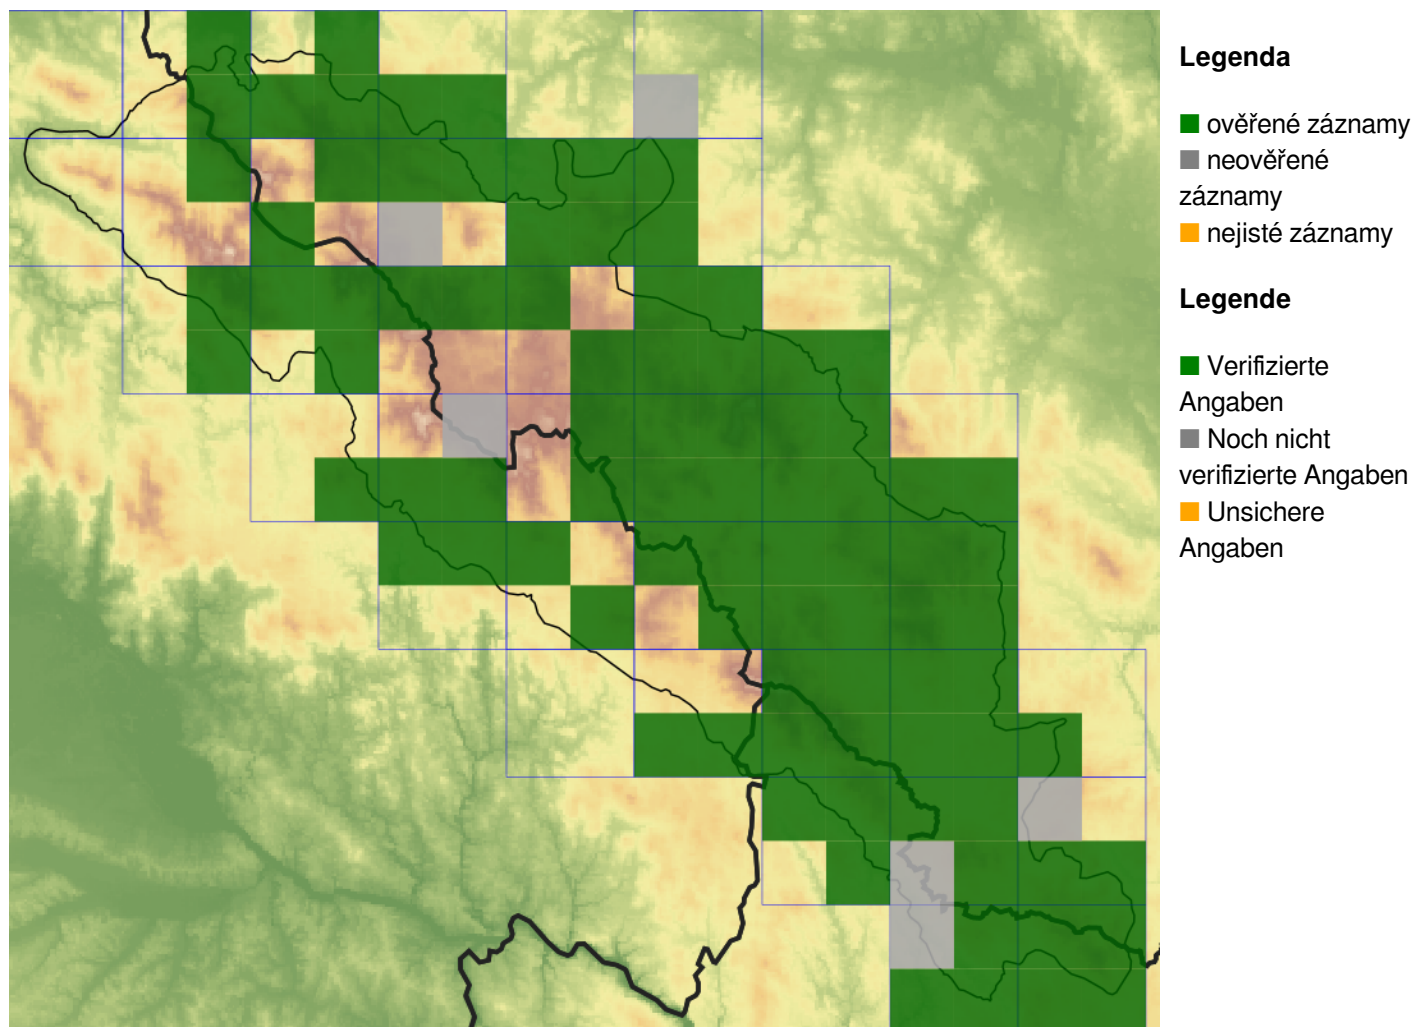 Legenda
ověřené záznamy
neověřené
záznamy
nejisté záznamy
Legende
Verifizierte
Angaben
Noch nicht
verifizierte Angaben
Unsichere
Angaben